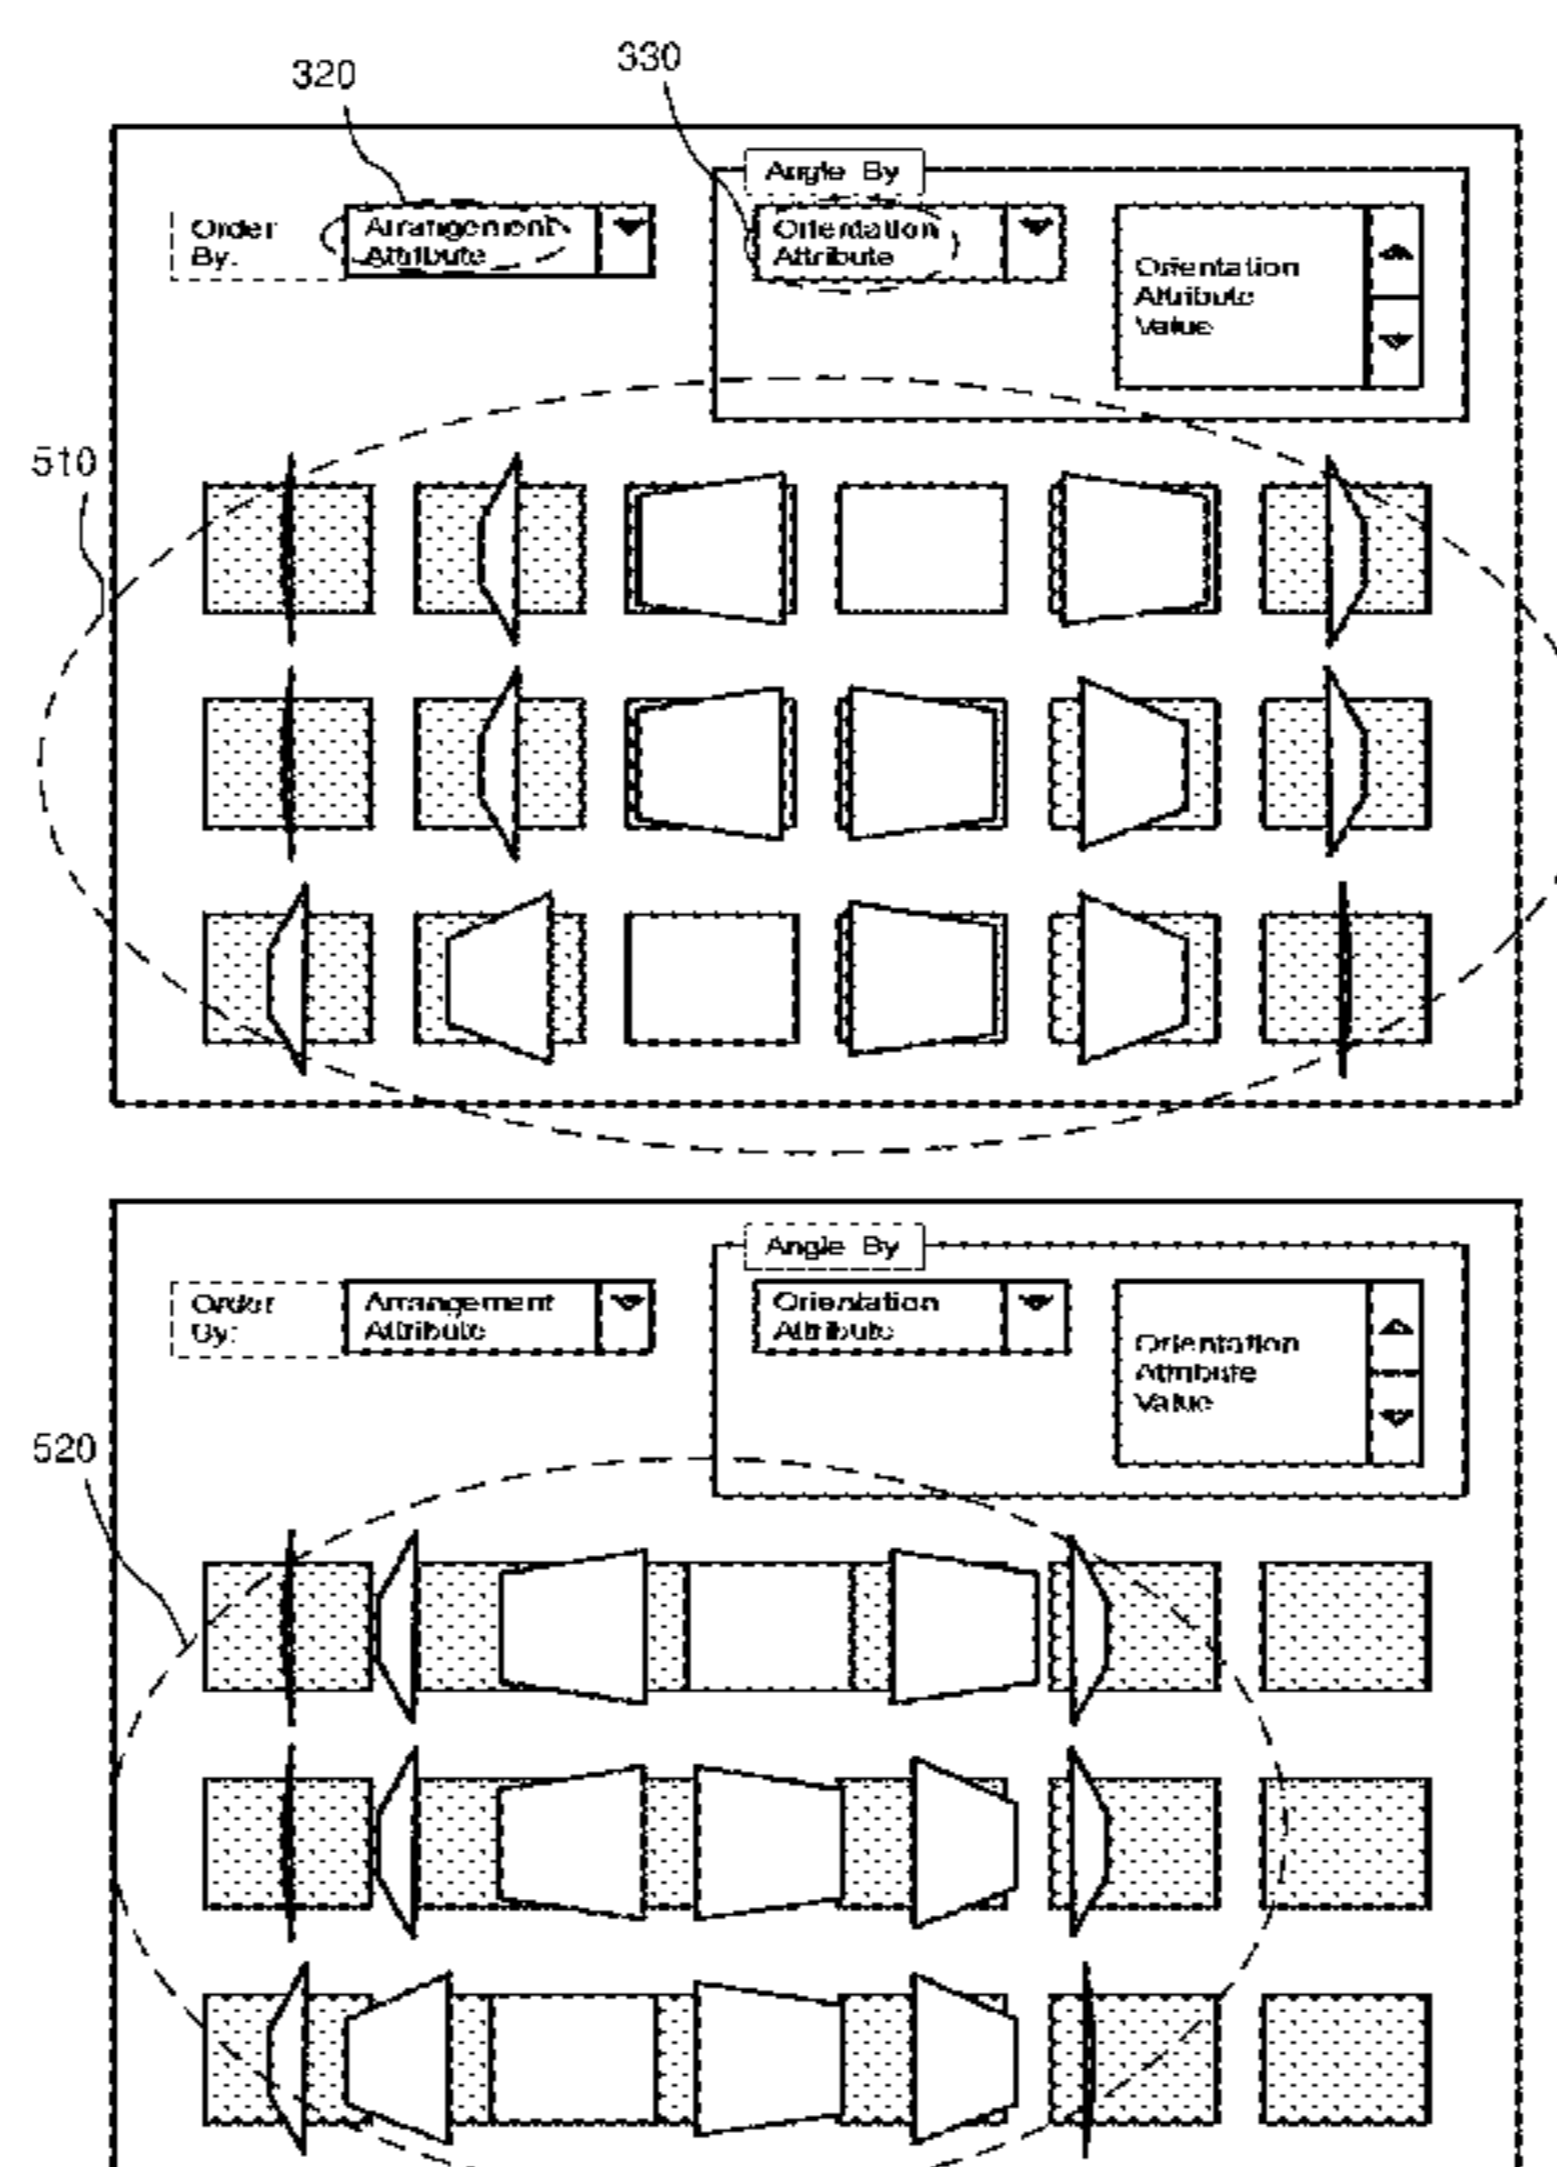 320
330
Angle By
Order
By:
Arrangement
Attribute
Orientation
Attribute
Orientation
Attribute
Value
510
Angle By
Order
By:
Arrangement
Attribute
Orientation
Attribute
Orientation
Attribute
Value
520